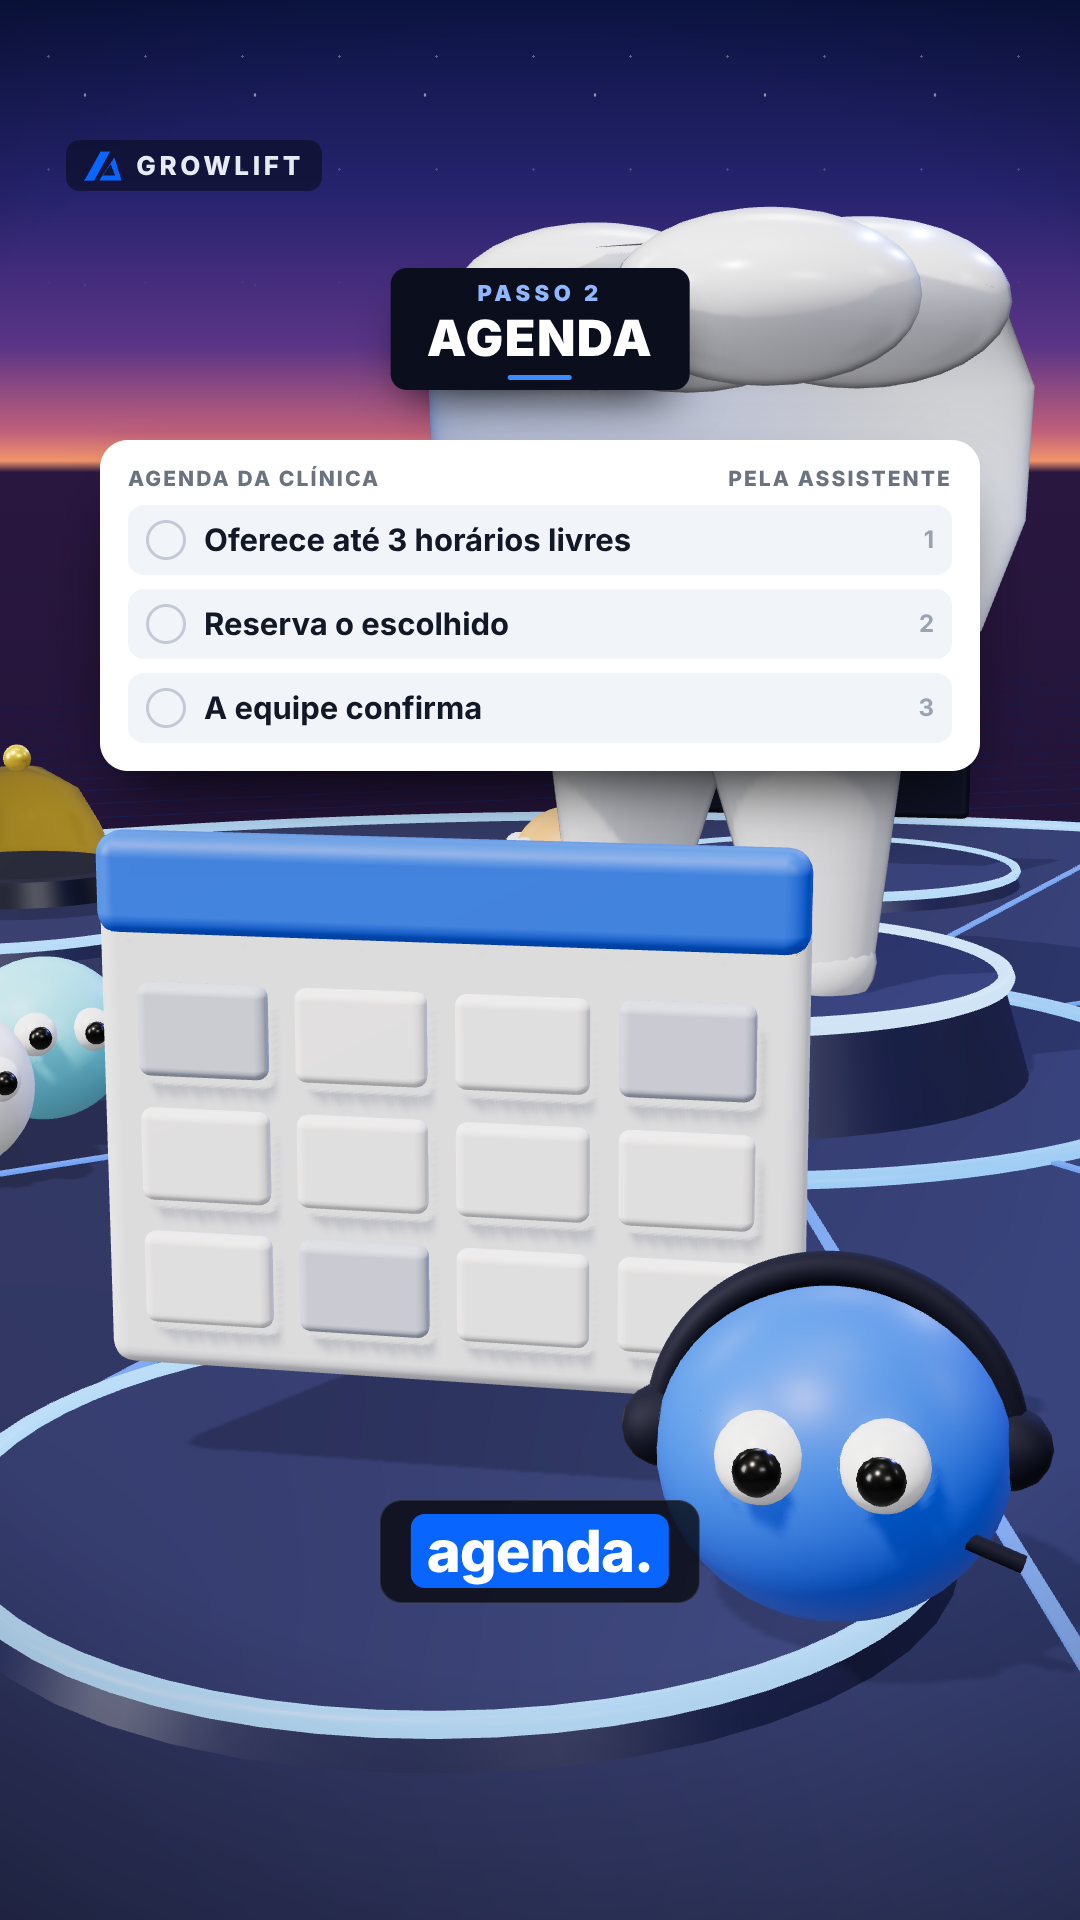 GROWLIFT
PASSO 2
AGENDA
AGENDA DA CLÍNICA
PELA ASSISTENTE
Oferece até 3 horários livres
1
Reserva o escolhido
2
A equipe confirma
3
agenda.